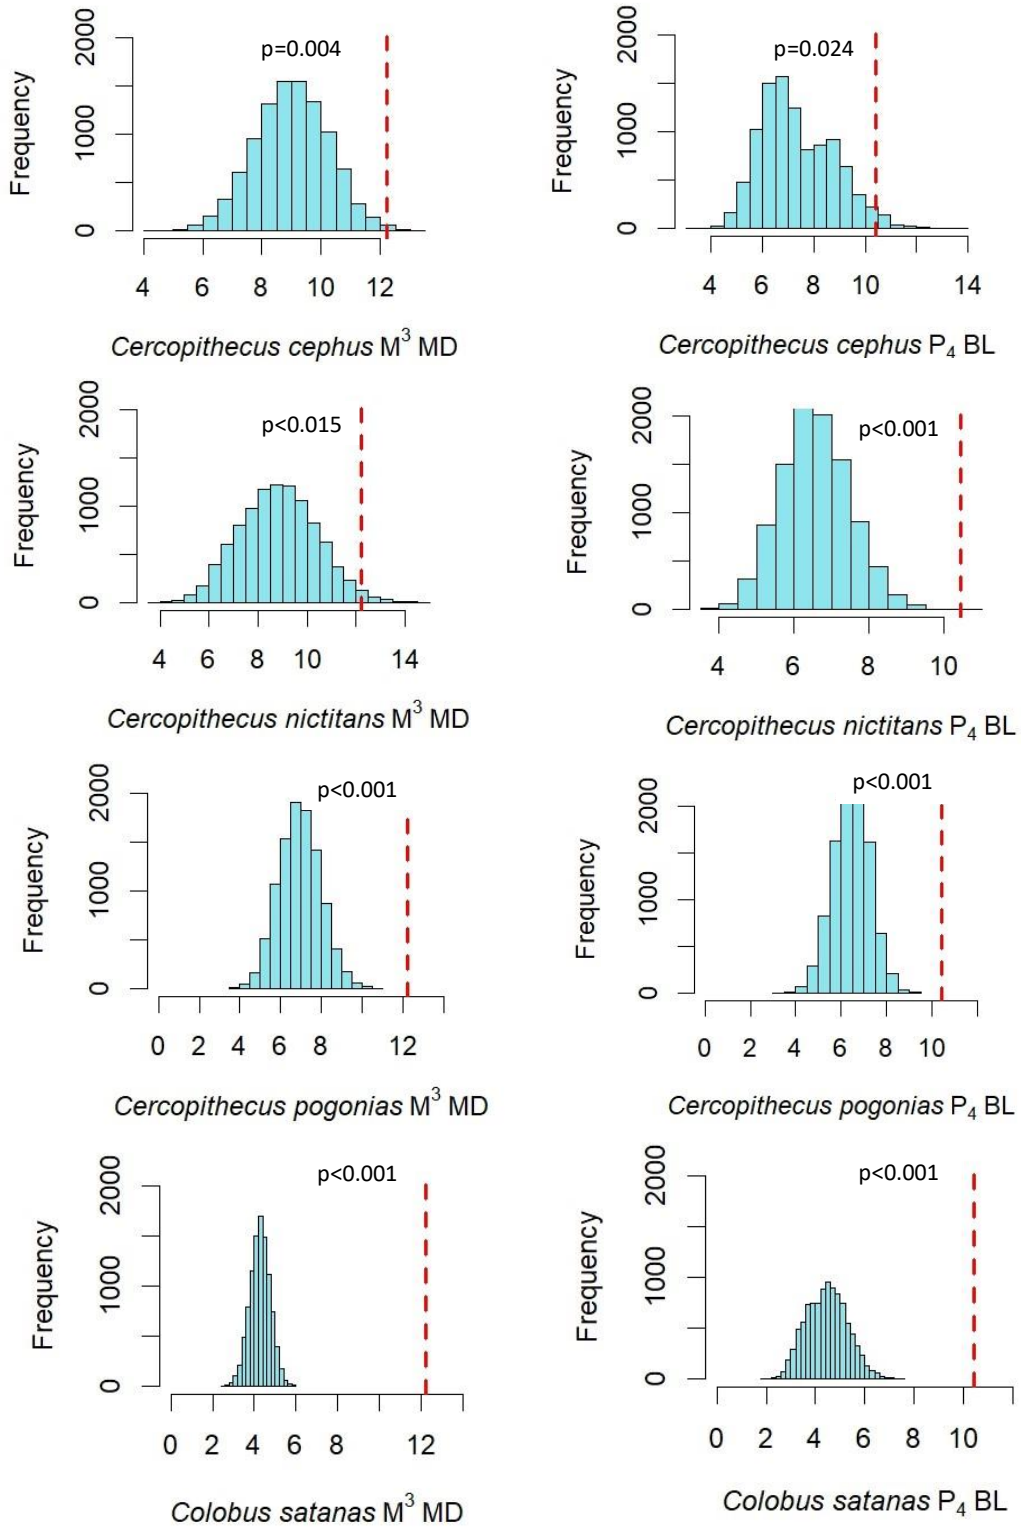 p=0.004
Frequency
2000
1000
0
4 6 8 10 12
Cercopithecus cephus M³ MD
p=0.024
Frequency
2000
1000
0
4 6 8 10 14
Cercopithecus cephus P₄ BL
p<0.015
Frequency
2000
1000
0
4 6 8 10 14
Cercopithecus nictitans M³ MD
p<0.001
Frequency
2000
1000
0
4 6 8 10
Cercopithecus nictitans P₄ BL
p<0.001
Frequency
2000
1000
0
0 2 4 6 8 12
Cercopithecus pogonias M³ MD
p<0.001
Frequency
2000
1000
0
0 2 4 6 8 10
Cercopithecus pogonias P₄ BL
p<0.001
Frequency
2000
1000
0
0 2 4 6 8 12
Colobus satanas M³ MD
p<0.001
Frequency
2000
1000
0
0 2 4 6 8 10
Colobus satanas P₄ BL